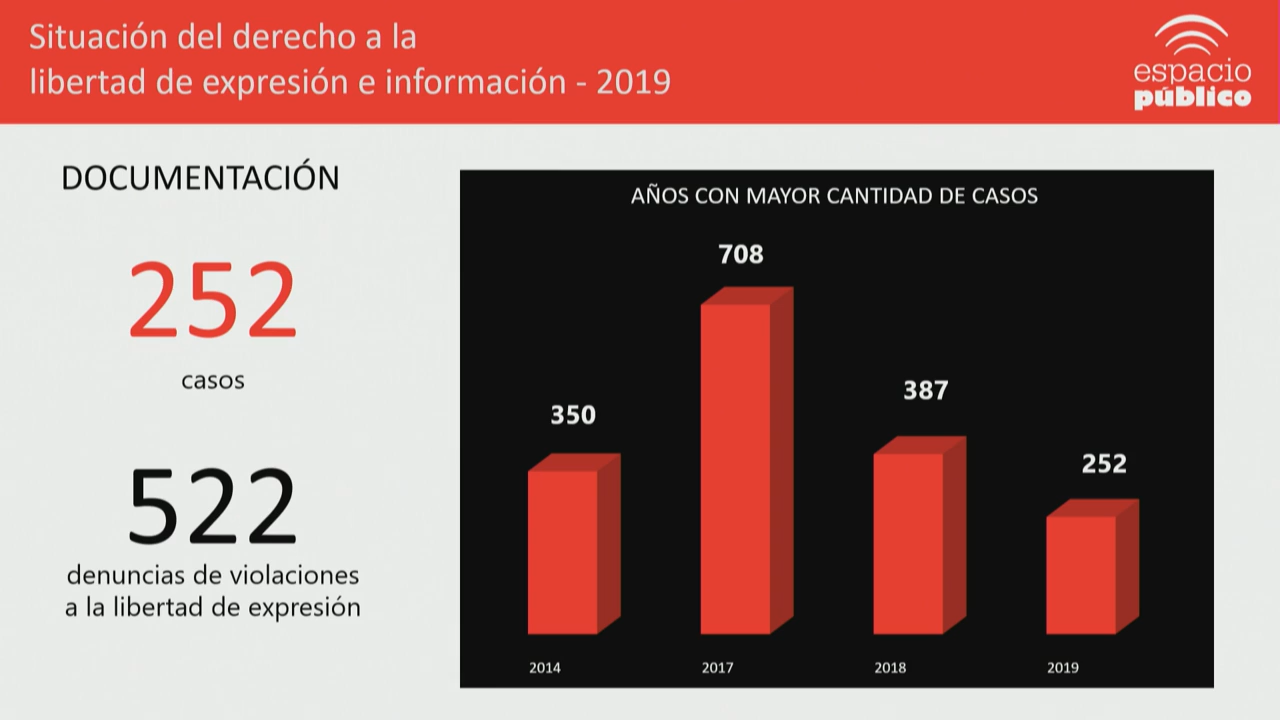 Situación del derecho a la
libertad de expresión e información - 2019
espacio
público
DOCUMENTACIÓN
252
casos
522
denuncias de violaciones
a la libertad de expresión
AÑOS CON MAYOR CANTIDAD DE CASOS
708
350
387
252
2014
2017
2018
2019